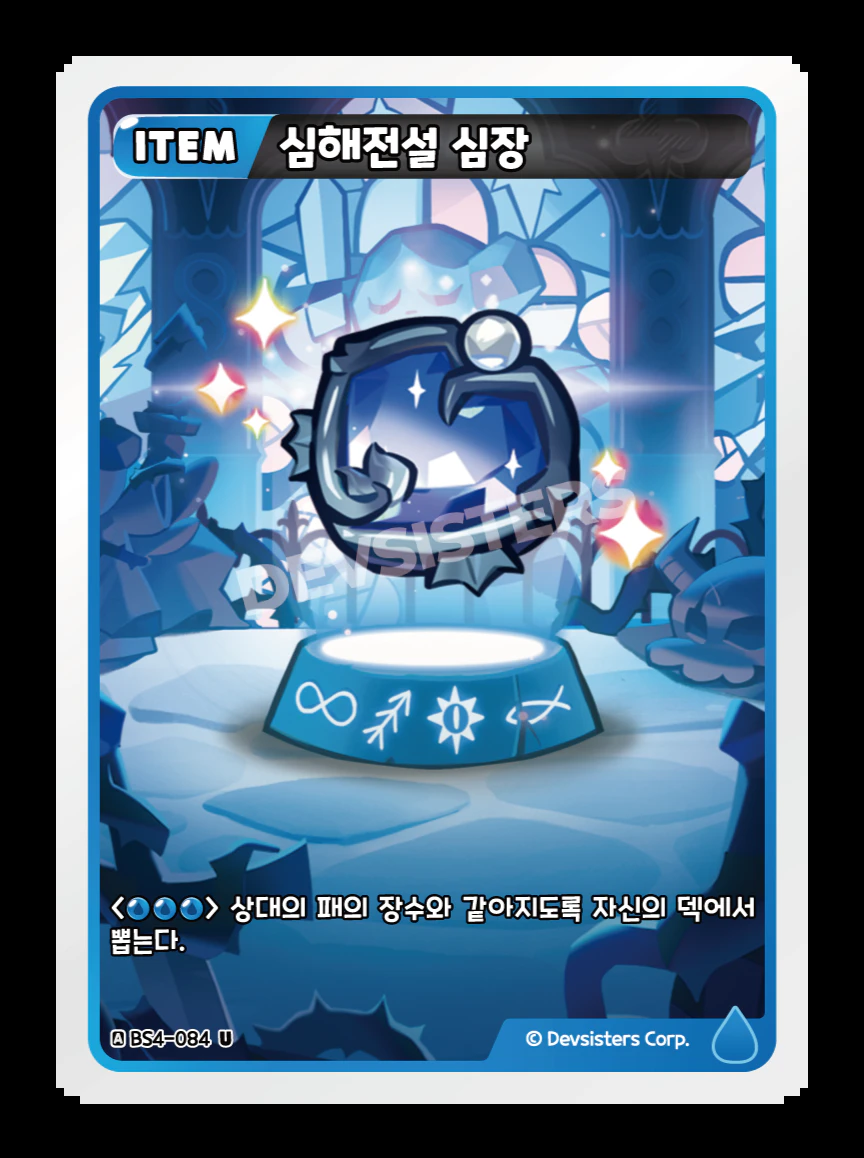 ITEM 심해전설 심장
DEVSISTERS
< > 상대의 패의 장수와 같아지도록 자신의 덱에서
뽑는다.
A BS4-084 U © Devsisters Corp.